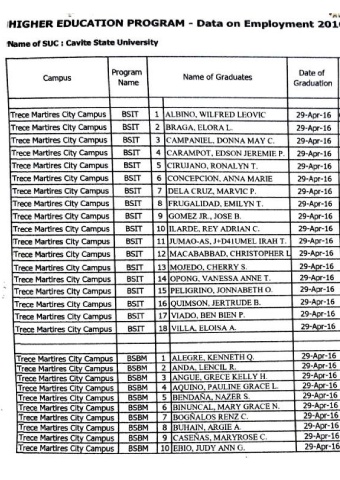 HIGHER EDUCATION PROGRAM - Data on Employment 201
Name of SUC : Cavite State University
Campus Program Name Name of Graduates Date of Graduation
Trece Martires City Campus BSIT 1 ALBINO, WILFRED LEOVIC 29-Apr-16
Trece Martires City Campus BSIT 2 BRAGA, ELORA L. 29-Apr-16
Trece Martires City Campus BSIT 3 CAMPANIEL, DONNA MAY C. 29-Apr-16
Trece Martires City Campus BSIT 4 CARAMPOT, EDSON JEREMIE P. 29-Apr-16
Trece Martires City Campus BSIT 5 CIRUJANO, RONALYN T. 29-Apr-16
Trece Martires City Campus BSIT 6 CONCEPCION, ANNA MARIE 29-Apr-16
Trece Martires City Campus BSIT 7 DELA CRUZ, MARVIC P. 29-Apr-16
Trece Martires City Campus BSIT 8 FRUGALIDAD, EMILYN T. 29-Apr-16
Trece Martires City Campus BSIT 9 GOMEZ JR., JOSE B. 29-Apr-16
Trece Martires City Campus BSIT 10 ILARDE, REY ADRIAN C. 29-Apr-16
Trece Martires City Campus BSIT 11 JUMAO-AS, J+D41UMEL IRAH T. 29-Apr-16
Trece Martires City Campus BSIT 12 MACABABBAD, CHRISTOPHER L 29-Apr-16
Trece Martires City Campus BSIT 13 MOJEDO, CHERRY S. 29-Apr-16
Trece Martires City Campus BSIT 14 OPONG, VANESSA ANNE T. 29-Apr-16
Trece Martires City Campus BSIT 15 PELIGRINO, JONNABETH O. 29-Apr-16
Trece Martires City Campus BSIT 16 QUIMSON, JERTRUDE B. 29-Apr-16
Trece Martires City Campus BSIT 17 VIADO, BEN BIEN P. 29-Apr-16
Trece Martires City Campus BSIT 18 VILLA, ELOISA A. 29-Apr-16
Trece Martires City Campus BSBM 1 ALEGRE, KENNETH Q. 29-Apr-16
Trece Martires City Campus BSBM 2 ANDA, LENCIL R. 29-Apr-16
Trece Martires City Campus BSBM 3 ANGUE, GRECE KELLY H. 29-Apr-16
Trece Martires City Campus BSBM 4 AQUINO, PAULINE GRACE L. 29-Apr-16
Trece Martires City Campus BSBM 5 BENDAÑA, NAZER S. 29-Apr-16
Trece Martires City Campus BSBM 6 BINUNCAL, MARY GRACE N. 29-Apr-16
Trece Martires City Campus BSBM 7 BOGÑALOS RENZ C. 29-Apr-16
Trece Martires City Campus BSBM 8 BUHAIN, ARGIE A. 29-Apr-16
Trece Martires City Campus BSBM 9 CASEÑAS, MARYROSE C. 29-Apr-16
Trece Martires City Campus BSBM 10 EBIO, JUDY ANN G. 29-Apr-16